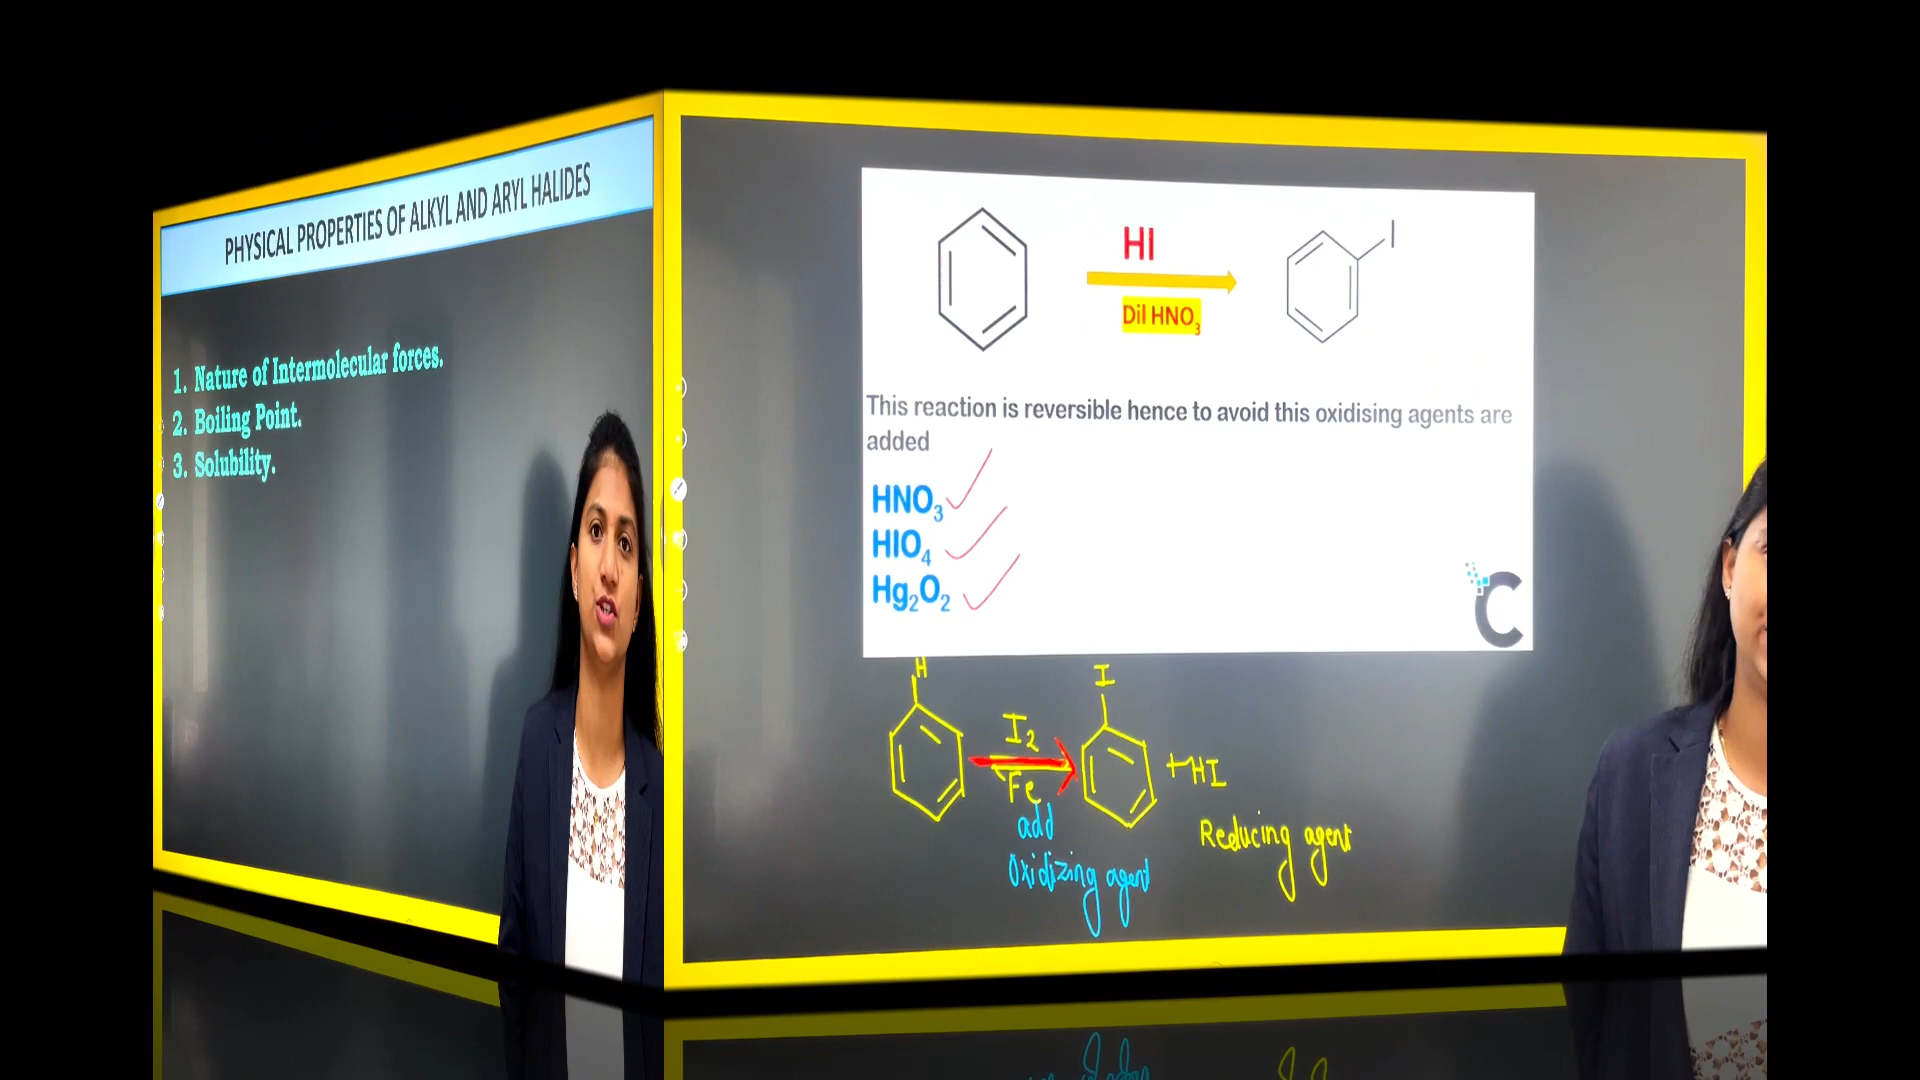 PHYSICAL PROPERTIES OF ALKYL AND ARYL HALIDES
1. Nature of Intermolecular forces.
2. Boiling Point.
3. Solubility.
HI
I
Dil HNO3
This reaction is reversible hence to avoid this oxidising agents are
added
HNO3
HIO4
Hg2O2
C
H
I
I2
Fe
+HI
add
Oxidizing agent
Reducing agent